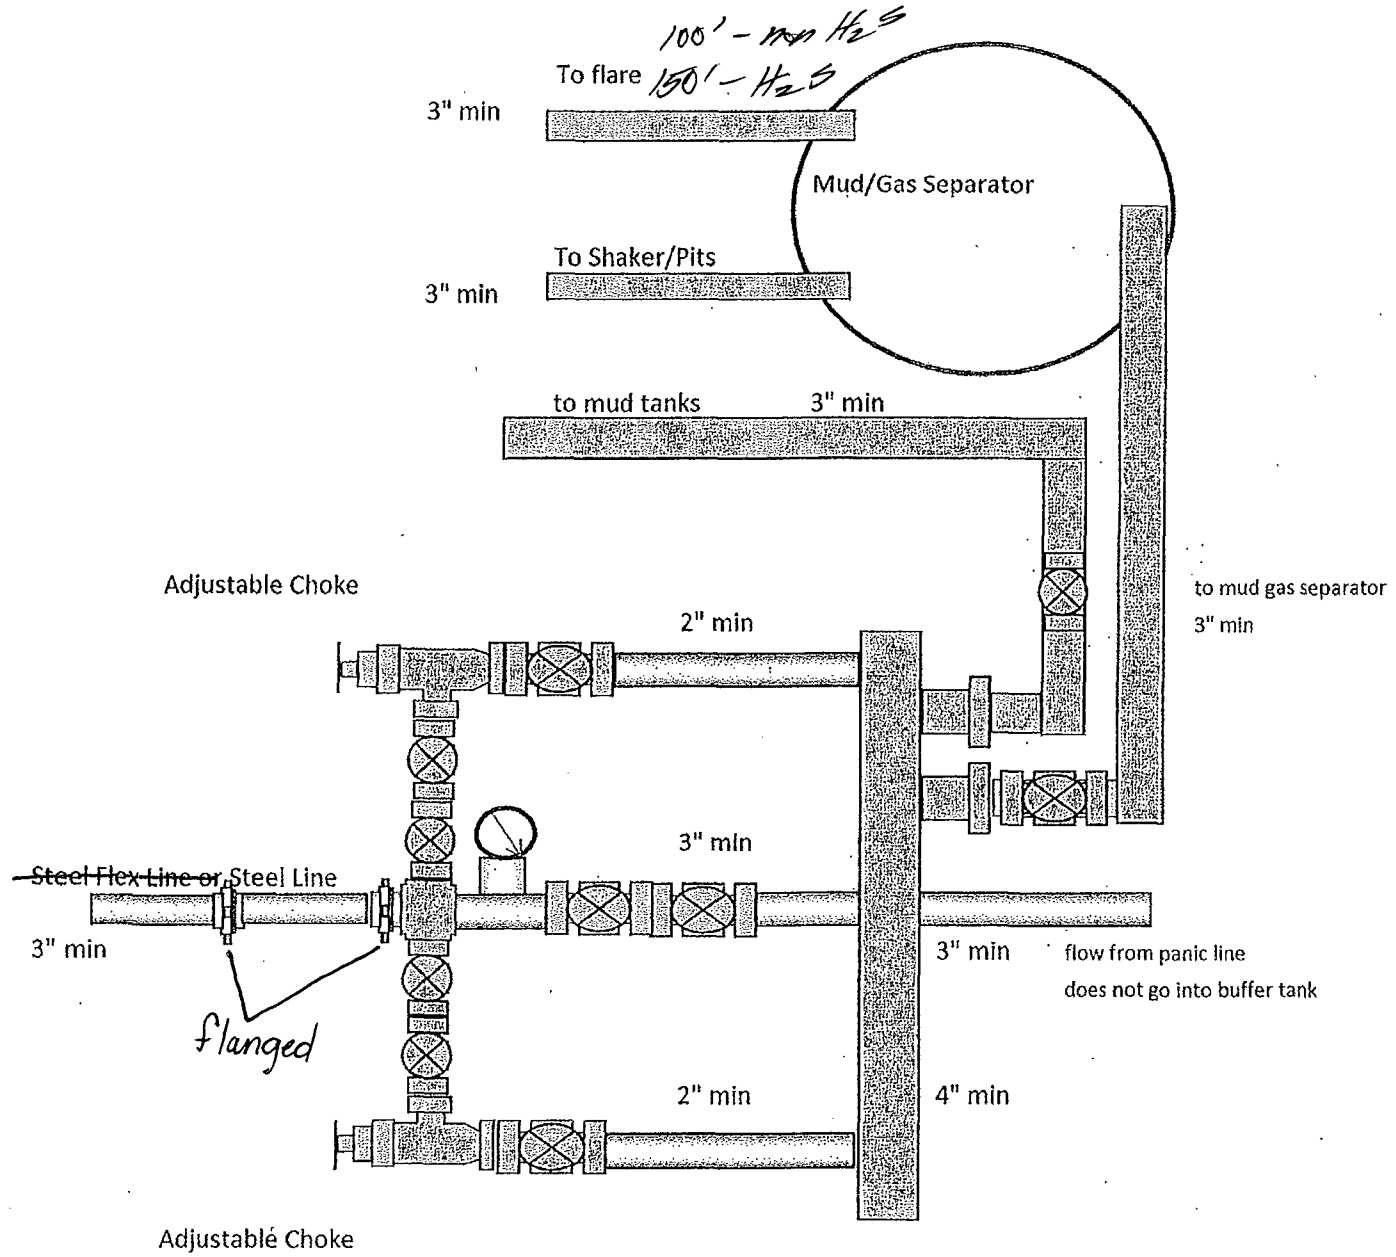 100' - non H2S
To flare 150' - H2S
3" min
Mud/Gas Separator
To Shaker/Pits
3" min
to mud tanks 3" min
Adjustable Choke
to mud gas separator
3" min
2" min
3" min
Steel Flex Line or Steel Line
3" min
3" min
flow from panic line
does not go into buffer tank
flanged
2" min
4" min
Adjustable Choke